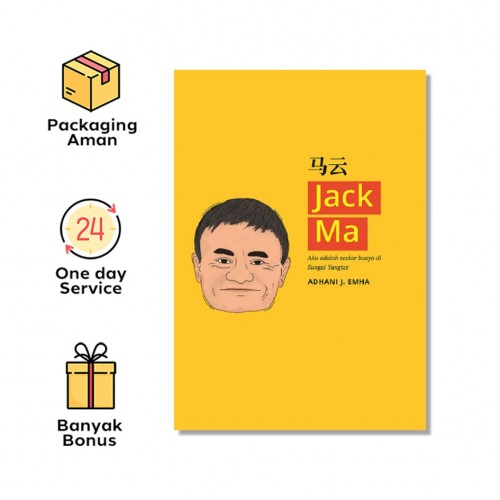 Packaging
Aman
24
One day
Service
Banyak
Bonus
马云
Jack
Ma
Aku adalah seekor buaya di
Sungai Yangtze
ADHANI J. EMHA